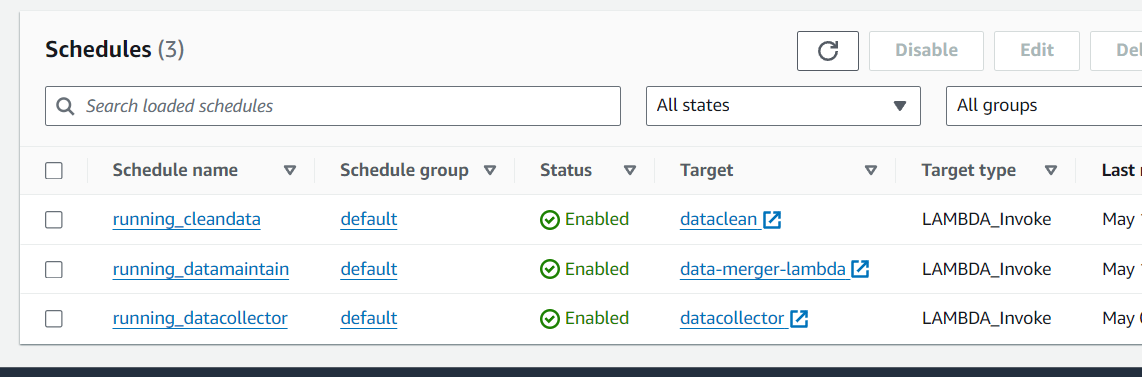 Schedules (3)
Disable Edit
Search loaded schedules All states All groups
Schedule name Schedule group Status Target Target type Last
running_cleandata default Enabled dataclean LAMBDA_Invoke May
running_datamaintain default Enabled data-merger-lambda LAMBDA_Invoke May
running_datacollector default Enabled datacollector LAMBDA_Invoke May